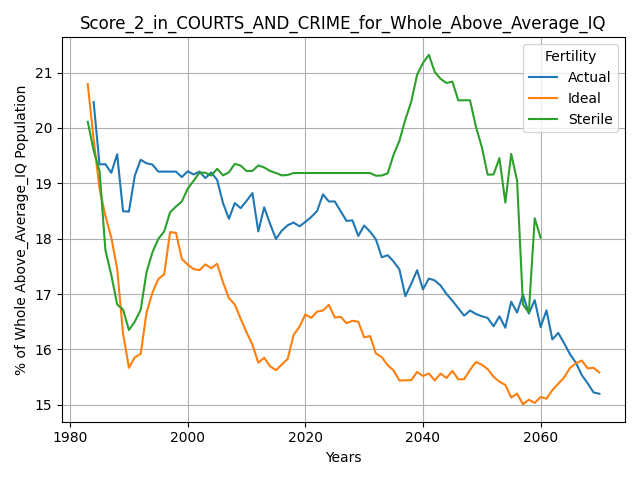 Score_2_in_COURTS_AND_CRIME_for_Whole_Above_Average_IQ
% of Whole Above_Average_IQ Population
21
20
19
18
17
16
15
Fertility
Actual
Ideal
Sterile
1980
2000
2020
2040
2060
Years